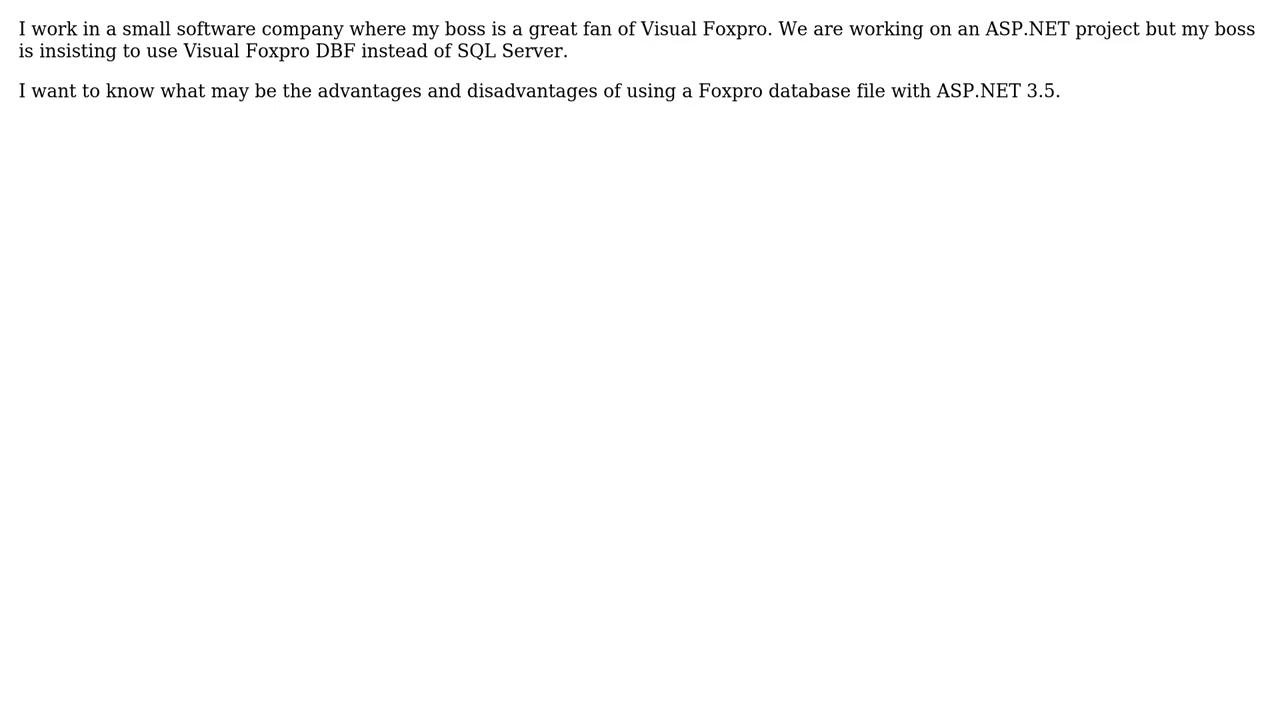 I work in a small software company where my boss is a great fan of Visual Foxpro. We are working on an ASP.NET project but my boss
is insisting to use Visual Foxpro DBF instead of SQL Server.
I want to know what may be the advantages and disadvantages of using a Foxpro database file with ASP.NET 3.5.